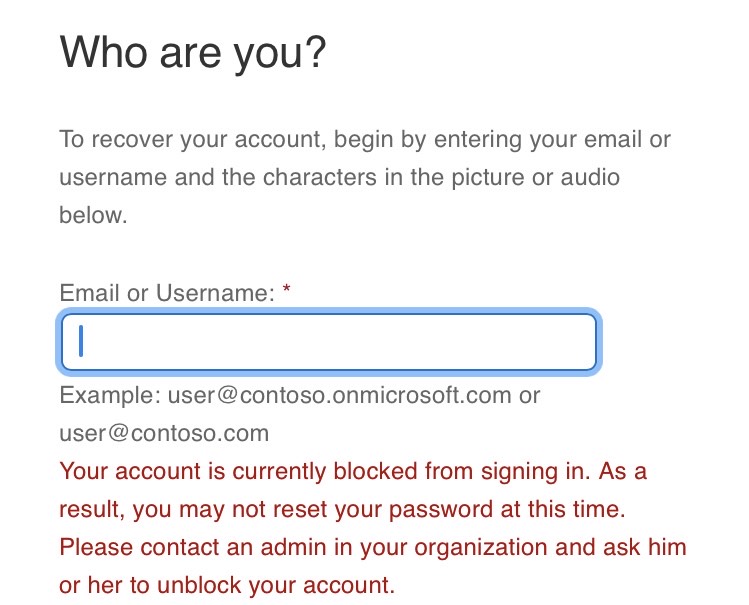 Who are you?
To recover your account, begin by entering your email or
username and the characters in the picture or audio
below.
Email or Username: *
Example: user@contoso.onmicrosoft.com or
user@contoso.com
Your account is currently blocked from signing in. As a
result, you may not reset your password at this time.
Please contact an admin in your organization and ask him
or her to unblock your account.